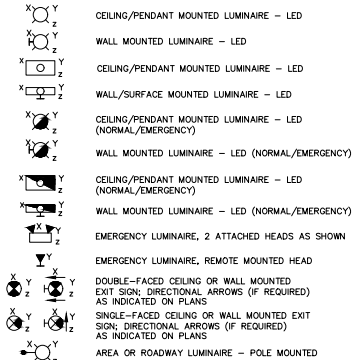 X Y Z CEILING/PENDANT MOUNTED LUMINAIRE – LED
X Y Z WALL MOUNTED LUMINAIRE – LED
X Y Z CEILING/PENDANT MOUNTED LUMINAIRE – LED
X Y Z WALL/SURFACE MOUNTED LUMINAIRE – LED
X Y Z CEILING/PENDANT MOUNTED LUMINAIRE – LED
(NORMAL/EMERGENCY)
X Y Z WALL MOUNTED LUMINAIRE – LED (NORMAL/EMERGENCY)
X Y Z CEILING/PENDANT MOUNTED LUMINAIRE – LED
(NORMAL/EMERGENCY)
X Y Z WALL MOUNTED LUMINAIRE – LED (NORMAL/EMERGENCY)
X Y Z EMERGENCY LUMINAIRE, 2 ATTACHED HEADS AS SHOWN
Y Z EMERGENCY LUMINAIRE, REMOTE MOUNTED HEAD
X Y Z X Y Z DOUBLE–FACED CEILING OR WALL MOUNTED
EXIT SIGN; DIRECTIONAL ARROWS (IF REQUIRED)
AS INDICATED ON PLANS
X Y Z X Y Z SINGLE–FACED CEILING OR WALL MOUNTED EXIT
SIGN; DIRECTIONAL ARROWS (IF REQUIRED)
AS INDICATED ON PLANS
X Y Z AREA OR ROADWAY LUMINAIRE – POLE MOUNTED